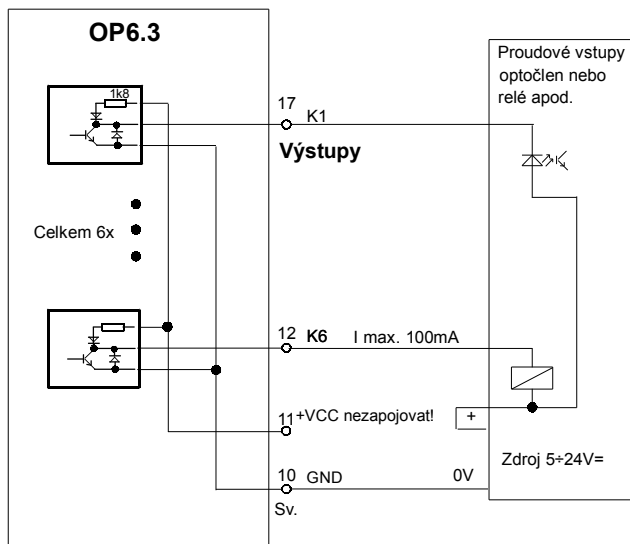 OP6.3
Proudové vstupy
optočlen nebo
relé apod.
1k8
17
K1
Výstupy
Celkem 6x
12
K6
I max. 100mA
11
+VCC nezapojovat!
+
Zdroj 5÷24V=
10
GND
0V
Sv.